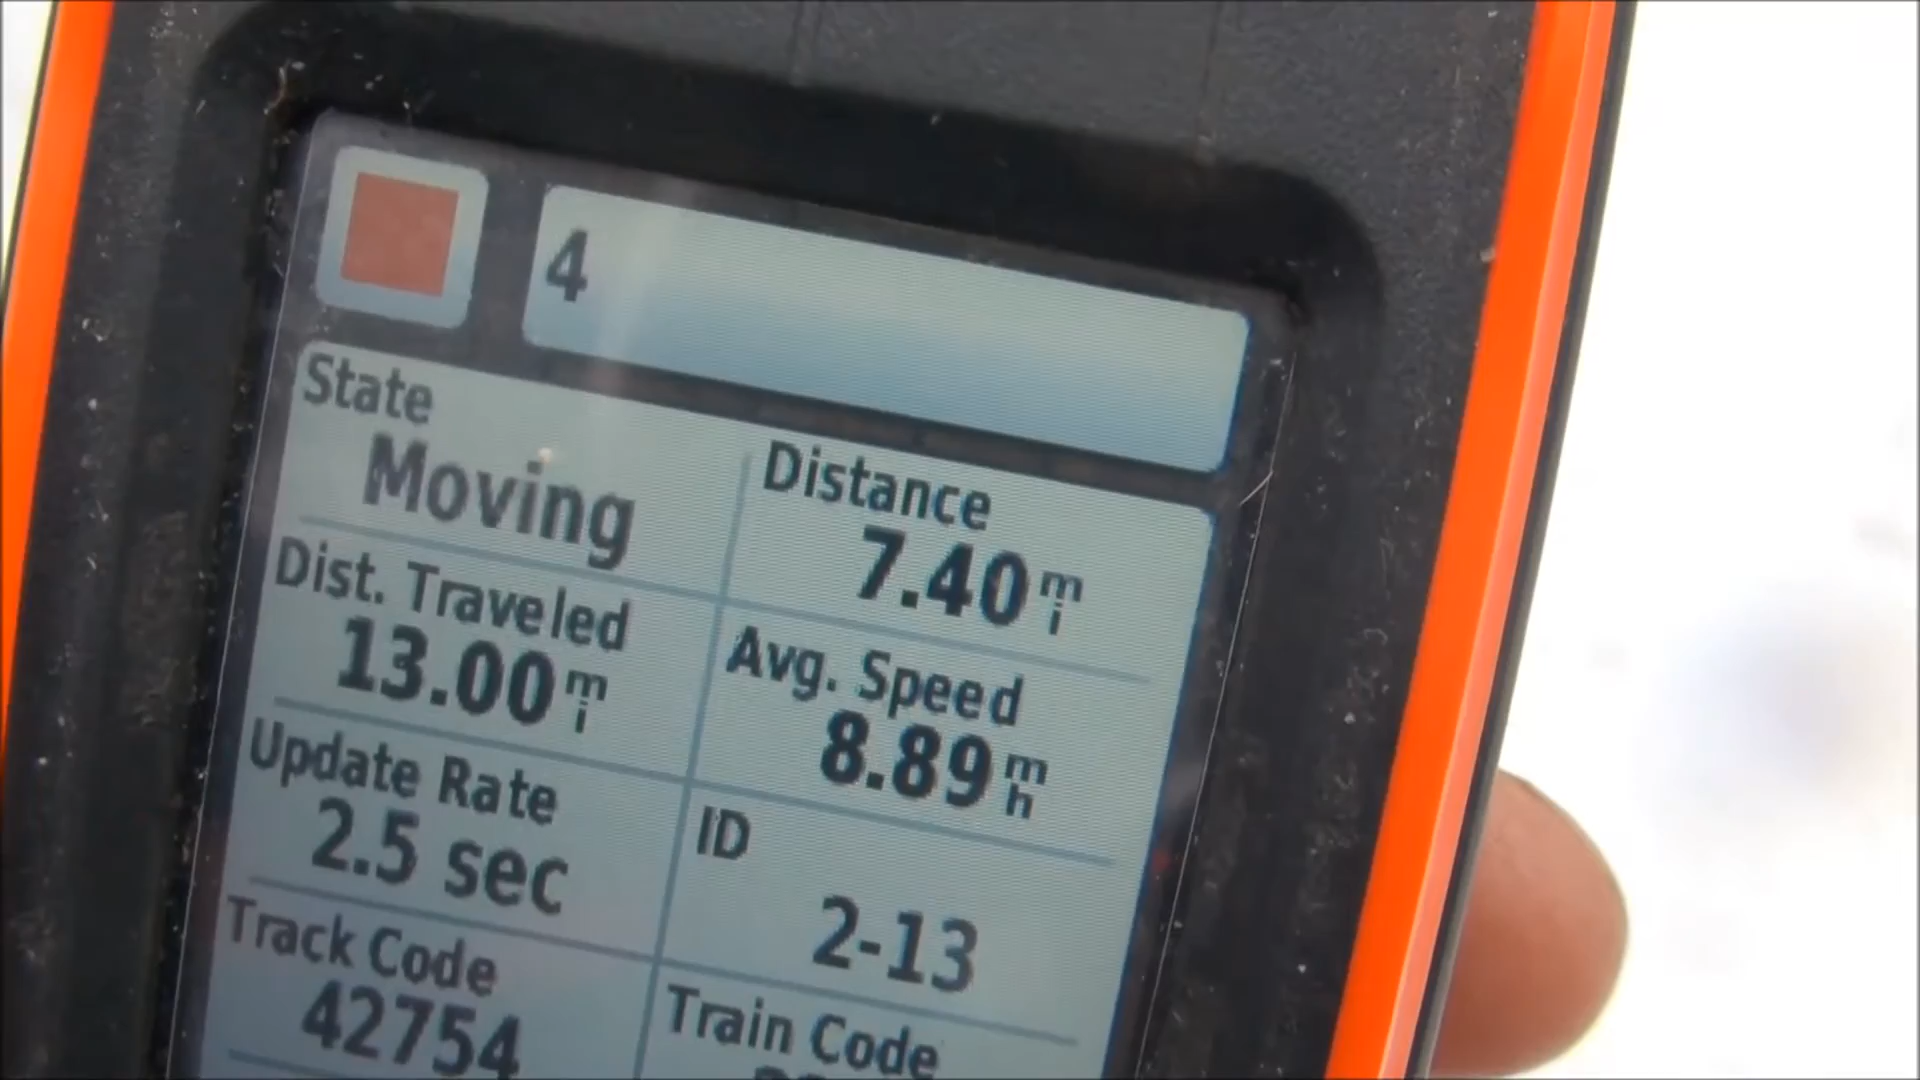 4
State
Moving
Distance
7.40 mi
Dist. Traveled
13.00 mi
Avg. Speed
8.89 mh
Update Rate
2.5 sec
ID
2-13
Track Code
42754
Train Code